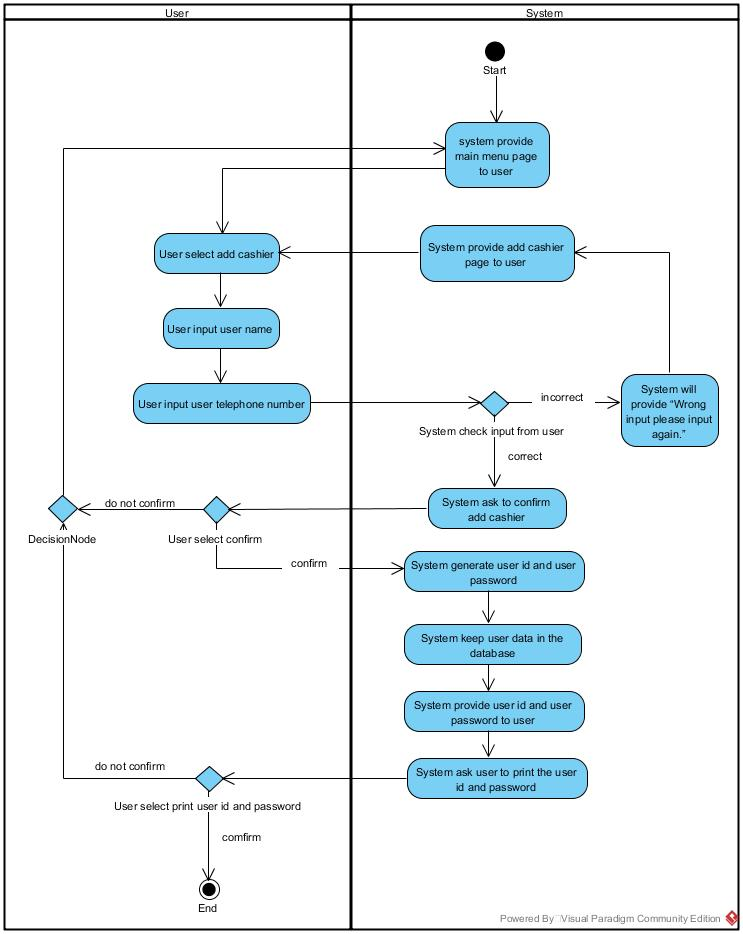 User
System
Start
system provide
main menu page
to user
User select add cashier
System provide add cashier
page to user
User input user name
User input user telephone number
System check input from user
incorrect
System will
provide “Wrong
input please input
again.”
correct
System ask to confirm
add cashier
do not confirm
DecisionNode
User select confirm
confirm
System generate user id and user
password
System keep user data in the
database
System provide user id and user
password to user
System ask user to print the user
id and password
do not confirm
User select print user id and password
comfirm
End
Powered By Visual Paradigm Community Edition